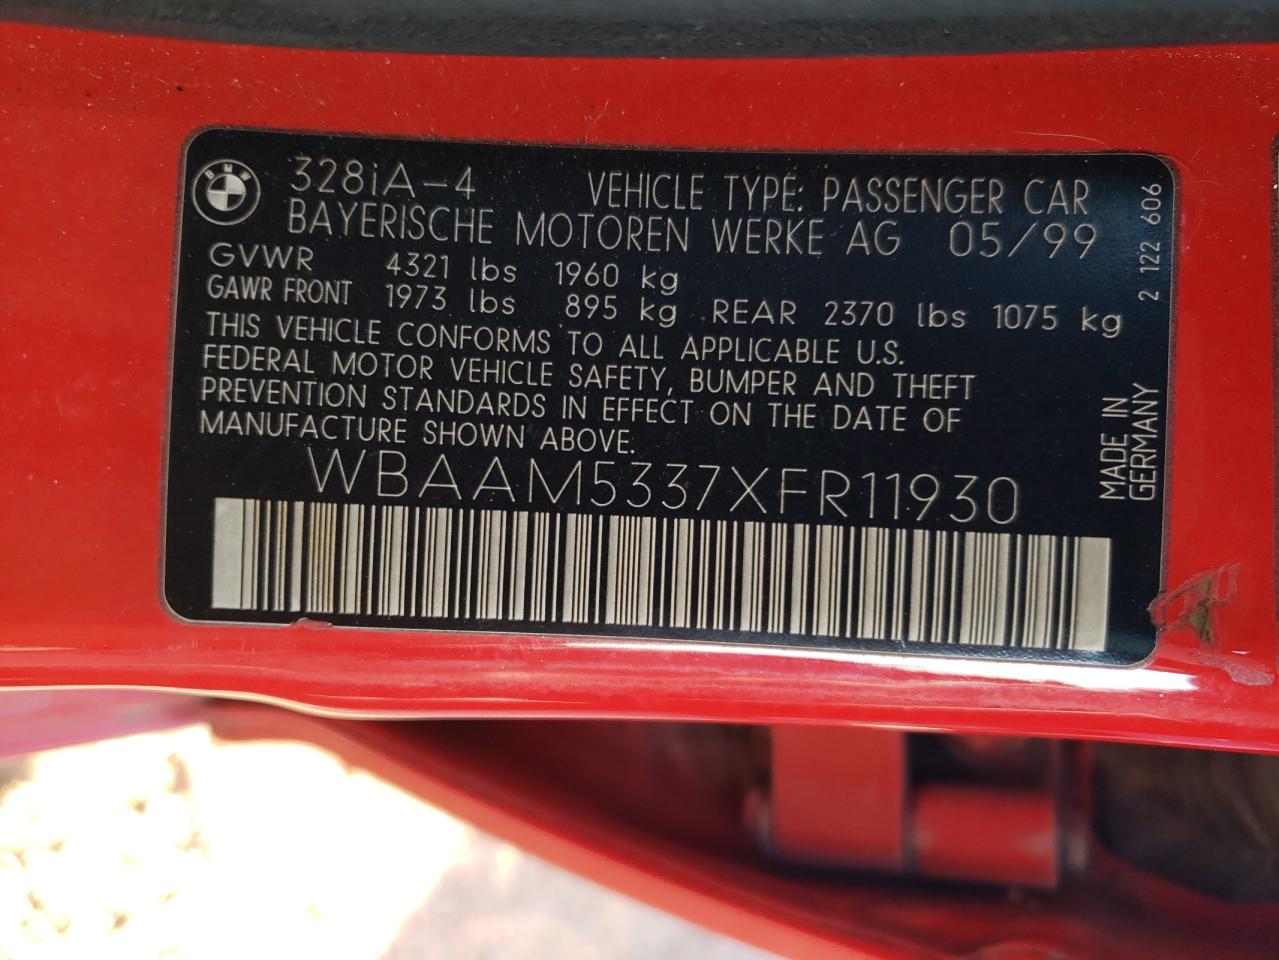 BMW
328iA-4 VEHICLE TYPE: PASSENGER CAR
BAYERISCHE MOTOREN WERKE AG 05/99
GVWR 4321 lbs 1960 kg
GAWR FRONT 1973 lbs 895 kg REAR 2370 lbs 1075 kg
THIS VEHICLE CONFORMS TO ALL APPLICABLE U.S.
FEDERAL MOTOR VEHICLE SAFETY, BUMPER AND THEFT
PREVENTION STANDARDS IN EFFECT ON THE DATE OF
MANUFACTURE SHOWN ABOVE.
WBAAM5337XFR11930
2 122 606
MADE IN
GERMANY